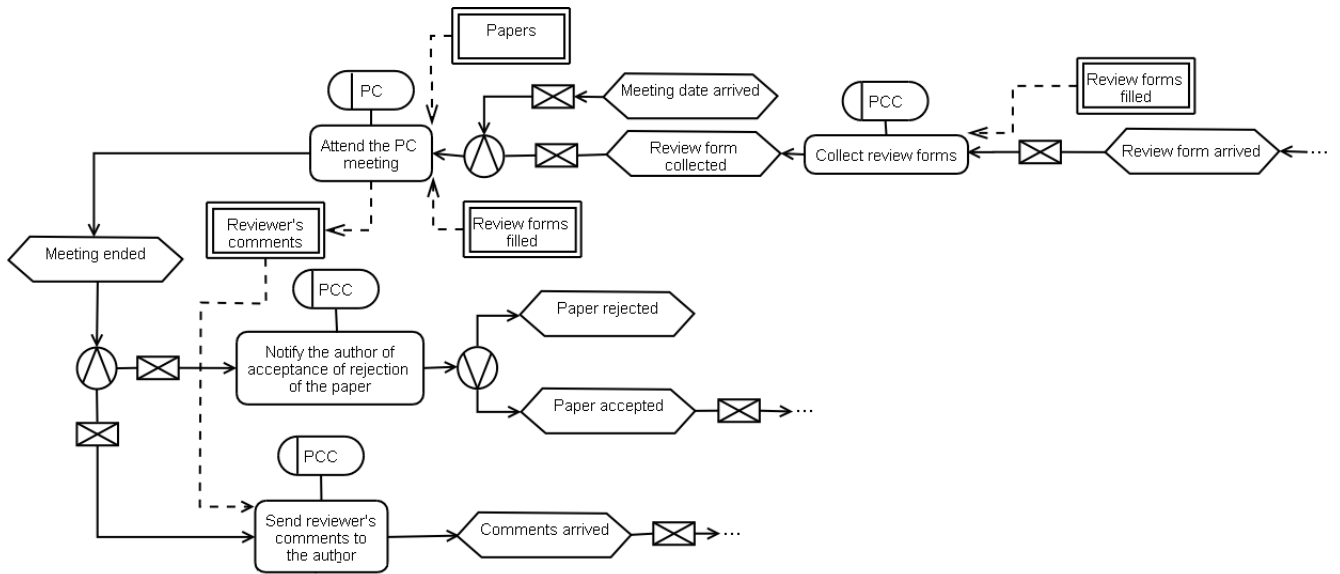 Papers
PC
Meeting date arrived
PCC
Review forms
filled
Attend the PC
meeting
Review form
collected
Collect review forms
Review form arrived
...
Reviewer's
comments
Review forms
filled
Meeting ended
PCC
Paper rejected
Notify the author of
acceptance of rejection
of the paper
Paper accepted
...
PCC
Send reviewer's
comments to
the author
Comments arrived
...